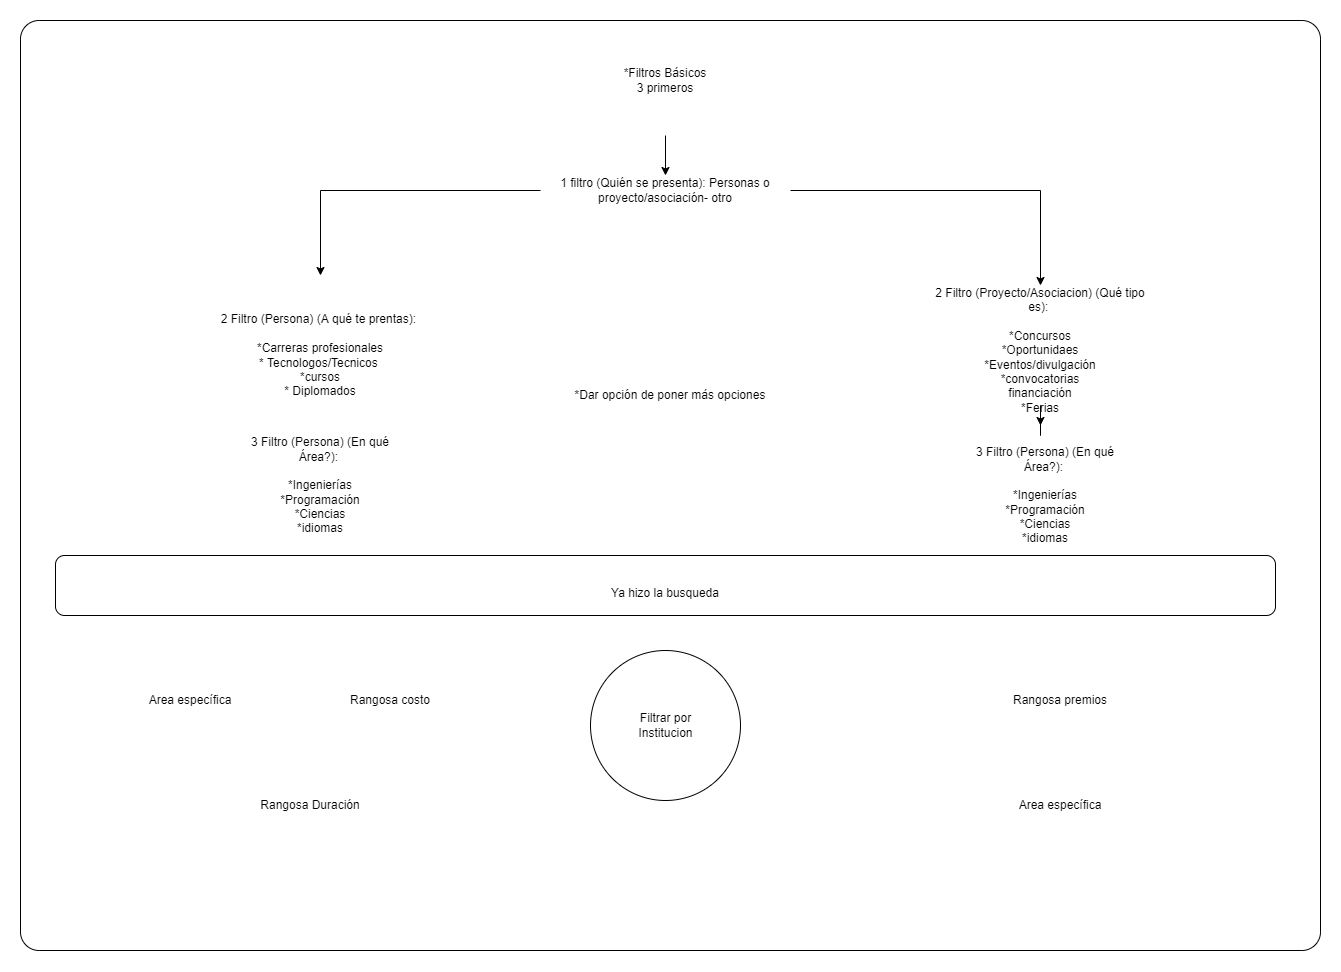 *Filtros Básicos
3 primeros
1 filtro (Quién se presenta): Personas o
proyecto/asociación- otro
2 Filtro (Persona) (A qué te prentas):
*Carreras profesionales
* Tecnologos/Tecnicos
*cursos
* Diplomados
3 Filtro (Persona) (En qué
Área?):
*Ingenierías
*Programación
*Ciencias
*idiomas
*Dar opción de poner más opciones
2 Filtro (Proyecto/Asociacion) (Qué tipo
es):
*Concursos
*Oportunidaes
*Eventos/divulgación
*convocatorias
financiación
*Ferias
3 Filtro (Persona) (En qué
Área?):
*Ingenierías
*Programación
*Ciencias
*idiomas
Ya hizo la busqueda
Area específica
Rangosa costo
Rangosa Duración
Filtrar por
Institucion
Rangosa premios
Area específica